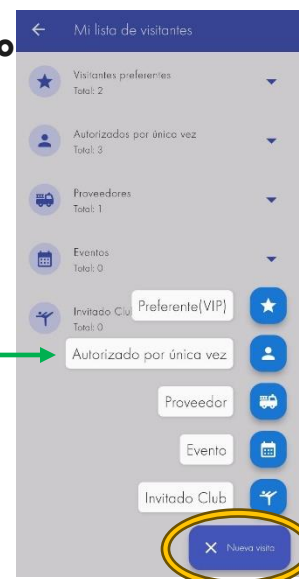 Mi lista de visitantes
o
Visitantes preferentes
Total: 2
Autorizados por única vez
Total: 3
Proveedores
Total: 1
Eventos
Total: 0
Invitado Clu
Total: 0
Preferente(VIP)
Autorizado por única vez
Proveedor
Evento
Invitado Club
Nueva visita